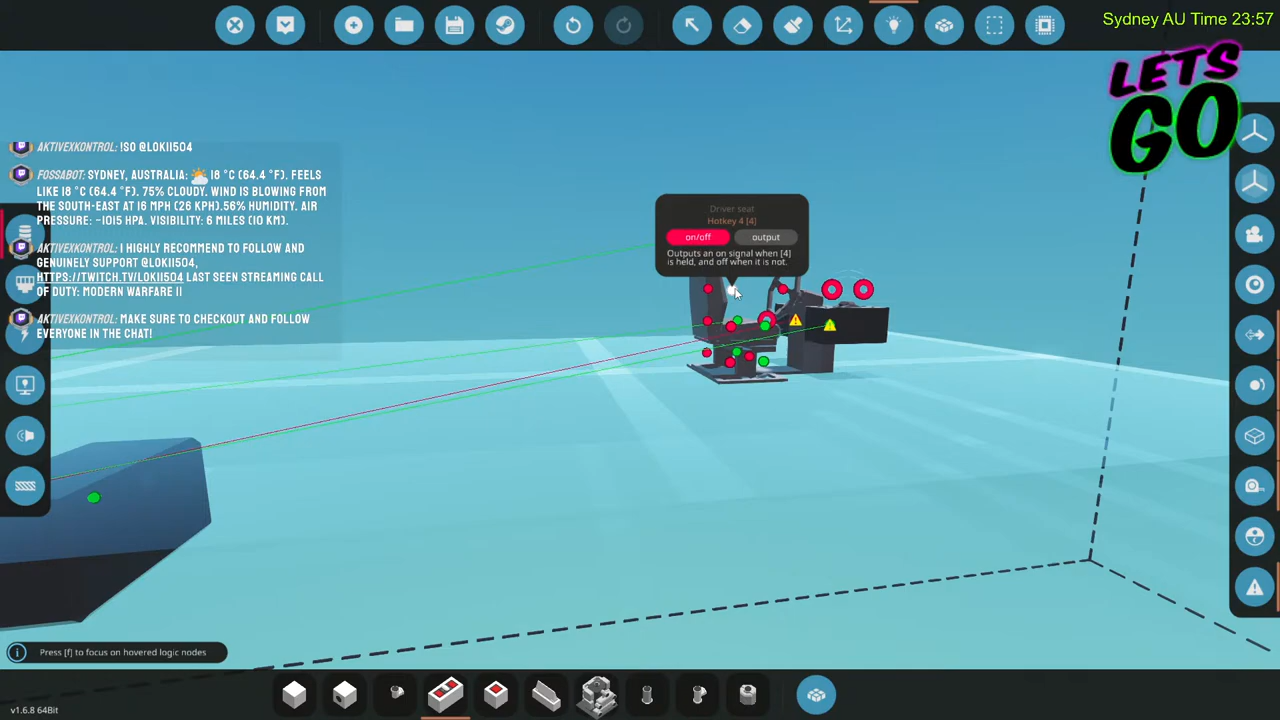 Sydney AU Time 23:57
LETS
GO
AKTIVEXKONTROL: !SO @LOKI1504
FOSSABOT: SYDNEY, AUSTRALIA: 18 °C (64.4 °F). FEELS
LIKE 18 °C (64.4 °F). 75% CLOUDY, WIND IS BLOWING FROM
THE SOUTH-EAST AT 16 MPH (26 KPH).56% HUMIDITY. AIR
PRESSURE: ~1015 HPA. VISIBILITY: 6 MILES (10 KM).
AKTIVEXKONTROL: I HIGHLY RECOMMEND TO FOLLOW AND
GENUINELY SUPPORT @LOKI1504,
HTTPS://TWITCH.TV/LOKI1504 LAST SEEN STREAMING CALL
OF DUTY: MODERN WARFARE II
AKTIVEXKONTROL: MAKE SURE TO CHECKOUT AND FOLLOW
EVERYONE IN THE CHAT!
Driver seat
Hotkey 4 [4]
on/off output
Outputs an on signal when [4]
is held, and off when it is not.
Press [f] to focus on hovered logic nodes
v1.6.8 64Bit